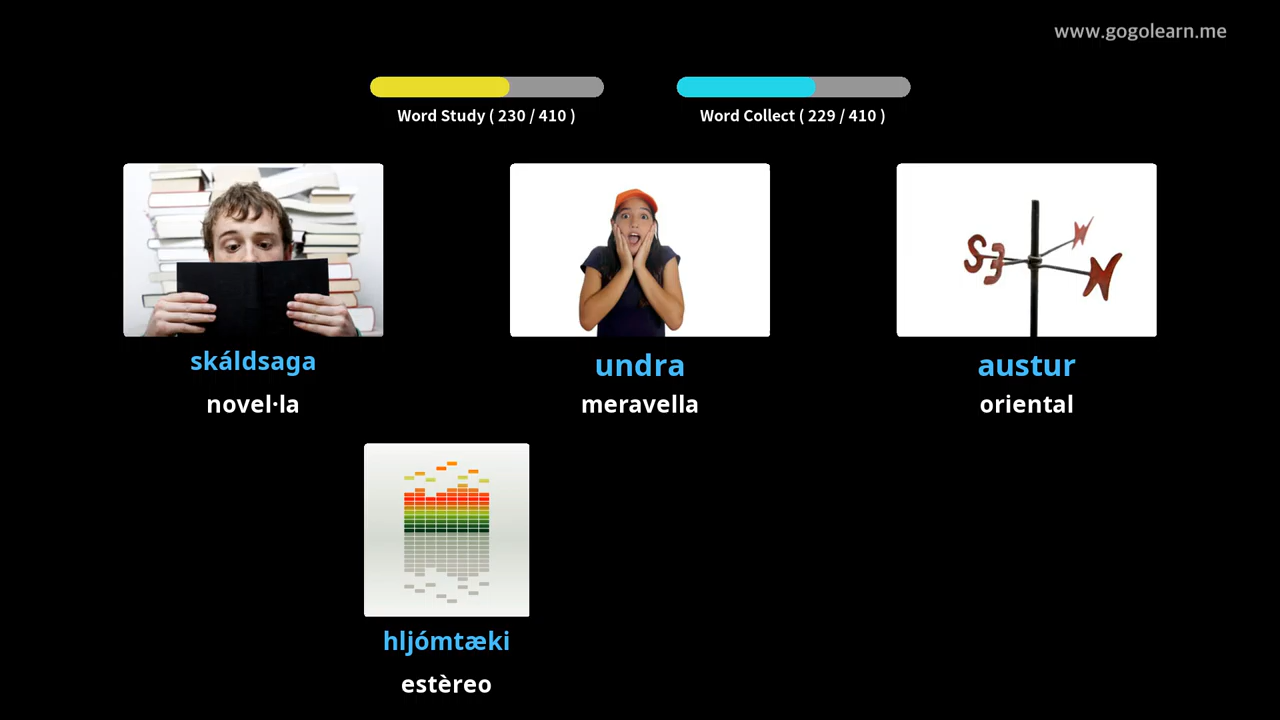 www.gogolearn.me
Word Study ( 230 / 410 )
Word Collect ( 229 / 410 )
skáldsaga
novel·la
undra
meravella
austur
oriental
hljómtæki
estèreo